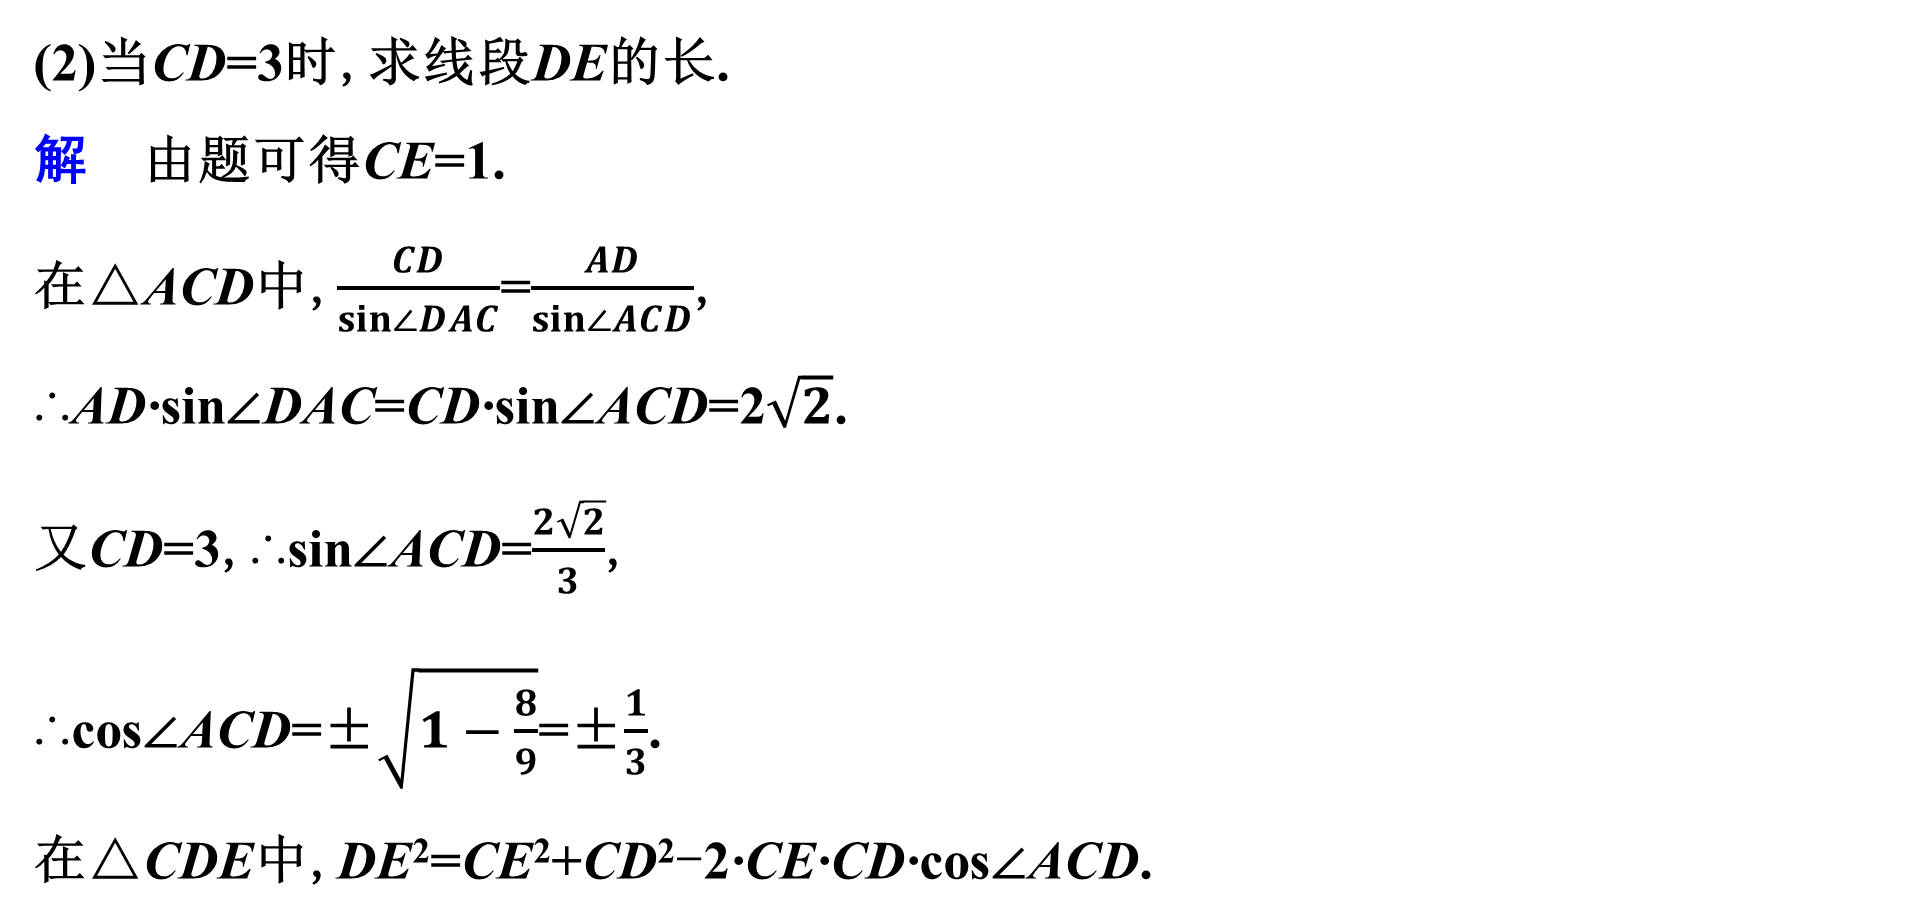 (2)当CD=3时,求线段DE的长.
解 由题可得CE=1.
在△ACD中,CD/sin∠DAC=AD/sin∠ACD,
∴AD·sin∠DAC=CD·sin∠ACD=2√2.
又CD=3,∴sin∠ACD=2√2/3,
∴cos∠ACD=±√(1−8/9)=±1/3.
在△CDE中,DE²=CE²+CD²−2·CE·CD·cos∠ACD.